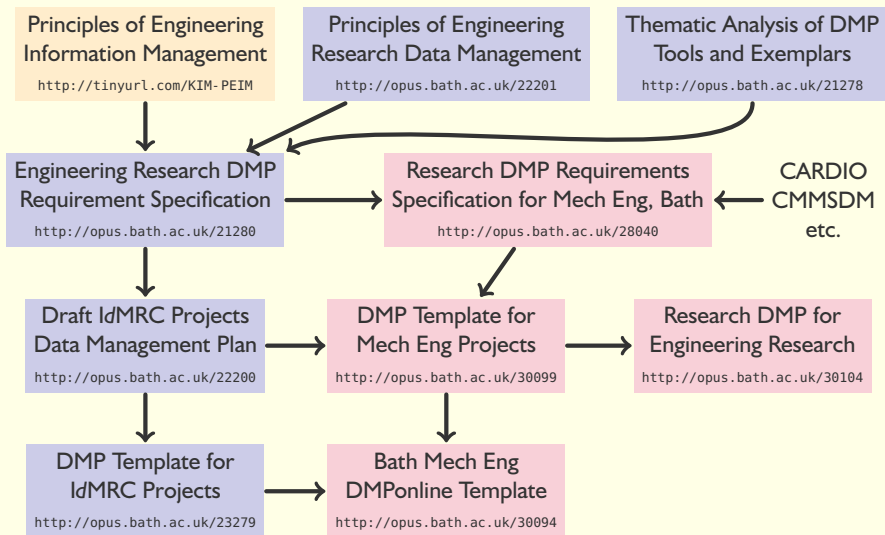 Principles of Engineering
Information Management
http://tinyurl.com/KIM-PEIM
Principles of Engineering
Research Data Management
http://opus.bath.ac.uk/22201
Thematic Analysis of DMP
Tools and Exemplars
http://opus.bath.ac.uk/21278
Engineering Research DMP
Requirement Specification
http://opus.bath.ac.uk/21280
Research DMP Requirements
Specification for Mech Eng, Bath
http://opus.bath.ac.uk/28040
CARDIO
CMMSDM
etc.
Draft IdMRC Projects
Data Management Plan
http://opus.bath.ac.uk/22200
DMP Template for
Mech Eng Projects
http://opus.bath.ac.uk/30099
Research DMP for
Engineering Research
http://opus.bath.ac.uk/30104
DMP Template for
IdMRC Projects
http://opus.bath.ac.uk/23279
Bath Mech Eng
DMPonline Template
http://opus.bath.ac.uk/30094